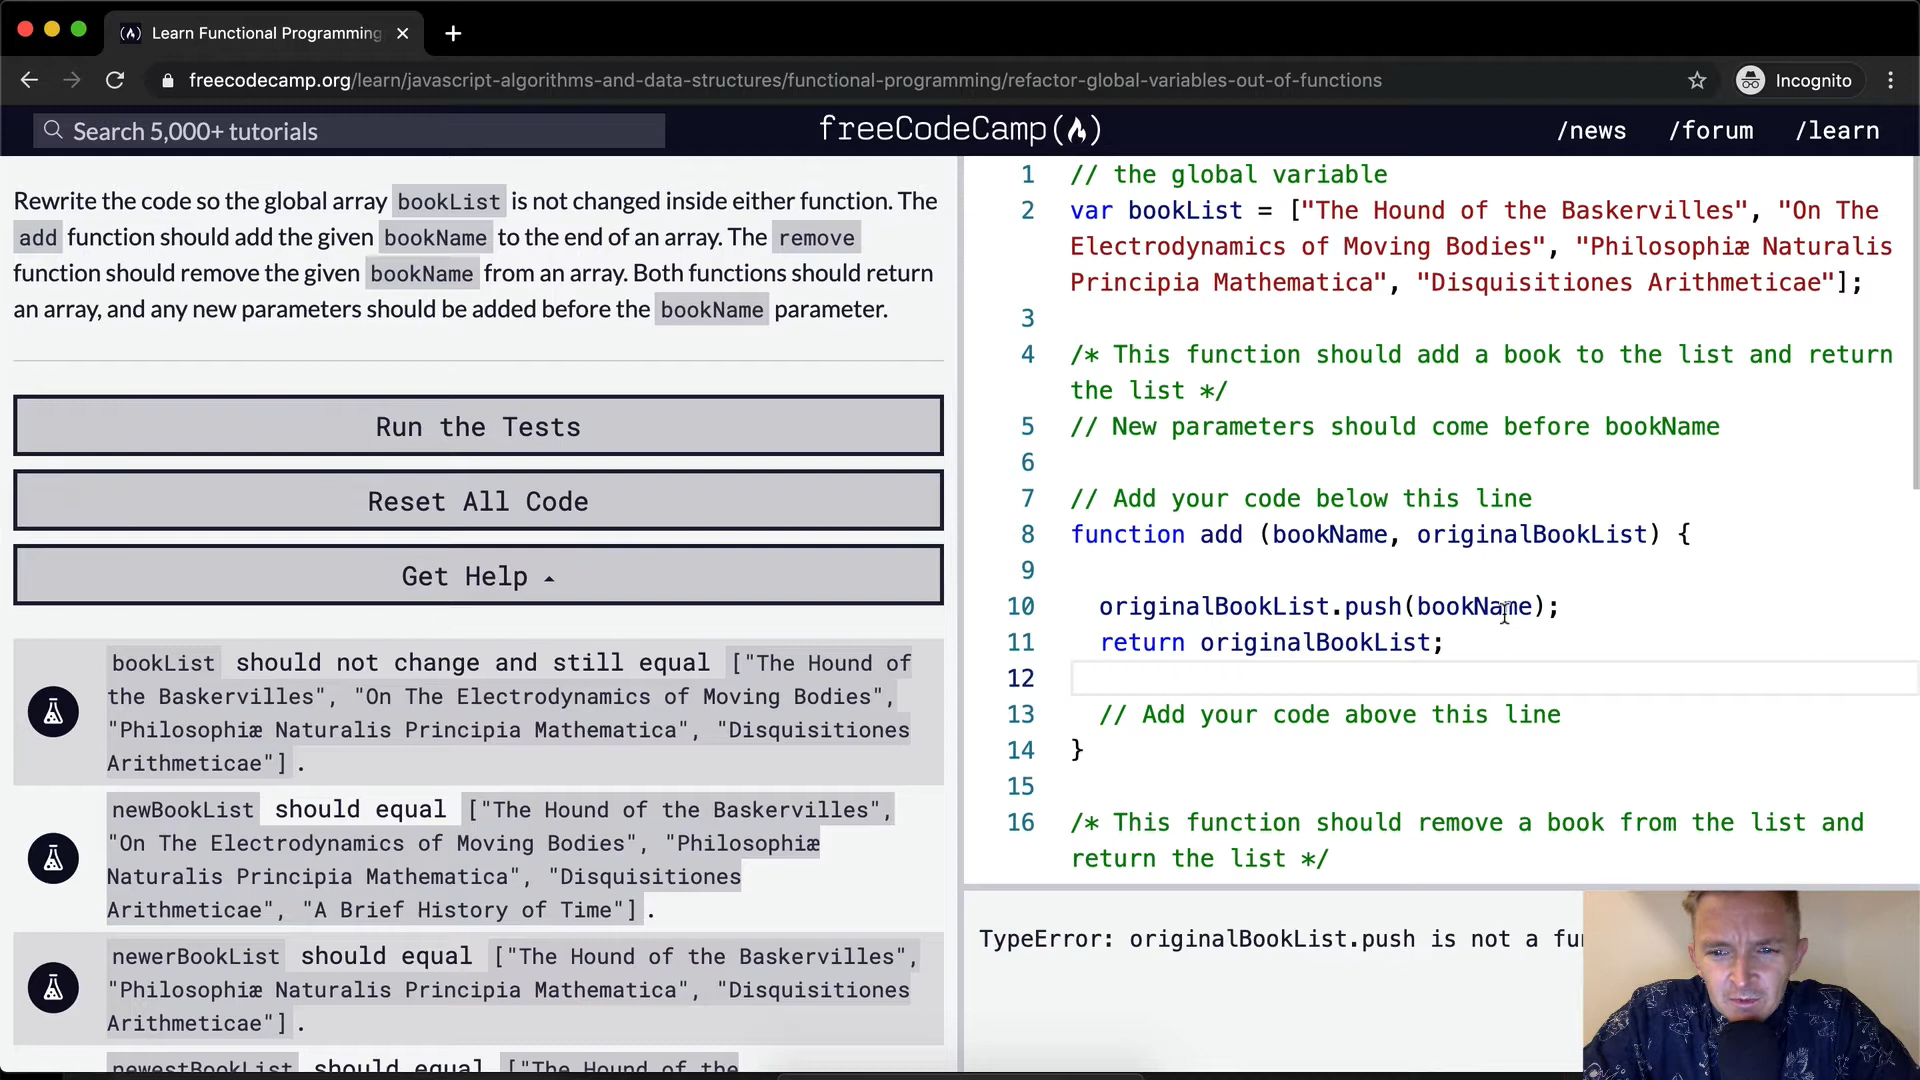 Learn Functional Programming
freecodecamp.org/learn/javascript-algorithms-and-data-structures/functional-programming/refactor-global-variables-out-of-functions
Incognito
Search 5,000+ tutorials
freeCodeCamp
/news /forum /learn
Rewrite the code so the global array bookList is not changed inside either function. The
add function should add the given bookName to the end of an array. The remove
function should remove the given bookName from an array. Both functions should return
an array, and any new parameters should be added before the bookName parameter.
Run the Tests
Reset All Code
Get Help
bookList should not change and still equal ["The Hound of
the Baskervilles", "On The Electrodynamics of Moving Bodies",
"Philosophiæ Naturalis Principia Mathematica", "Disquisitiones
Arithmeticae"].
newBookList should equal ["The Hound of the Baskervilles",
"On The Electrodynamics of Moving Bodies", "Philosophiæ
Naturalis Principia Mathematica", "Disquisitiones
Arithmeticae", "A Brief History of Time"].
newerBookList should equal ["The Hound of the Baskervilles",
"Philosophiæ Naturalis Principia Mathematica", "Disquisitiones
Arithmeticae"].
newestBookList should equal ["The Hound of the
1 // the global variable
2 var bookList = ["The Hound of the Baskervilles", "On The
Electrodynamics of Moving Bodies", "Philosophiæ Naturalis
Principia Mathematica", "Disquisitiones Arithmeticae"];
3
4 /* This function should add a book to the list and return
the list */
5 // New parameters should come before bookName
6
7 // Add your code below this line
8 function add (bookName, originalBookList) {
9
10 originalBookList.push(bookName);
11 return originalBookList;
12
13 // Add your code above this line
14 }
15
16 /* This function should remove a book from the list and
return the list */
TypeError: originalBookList.push is not a